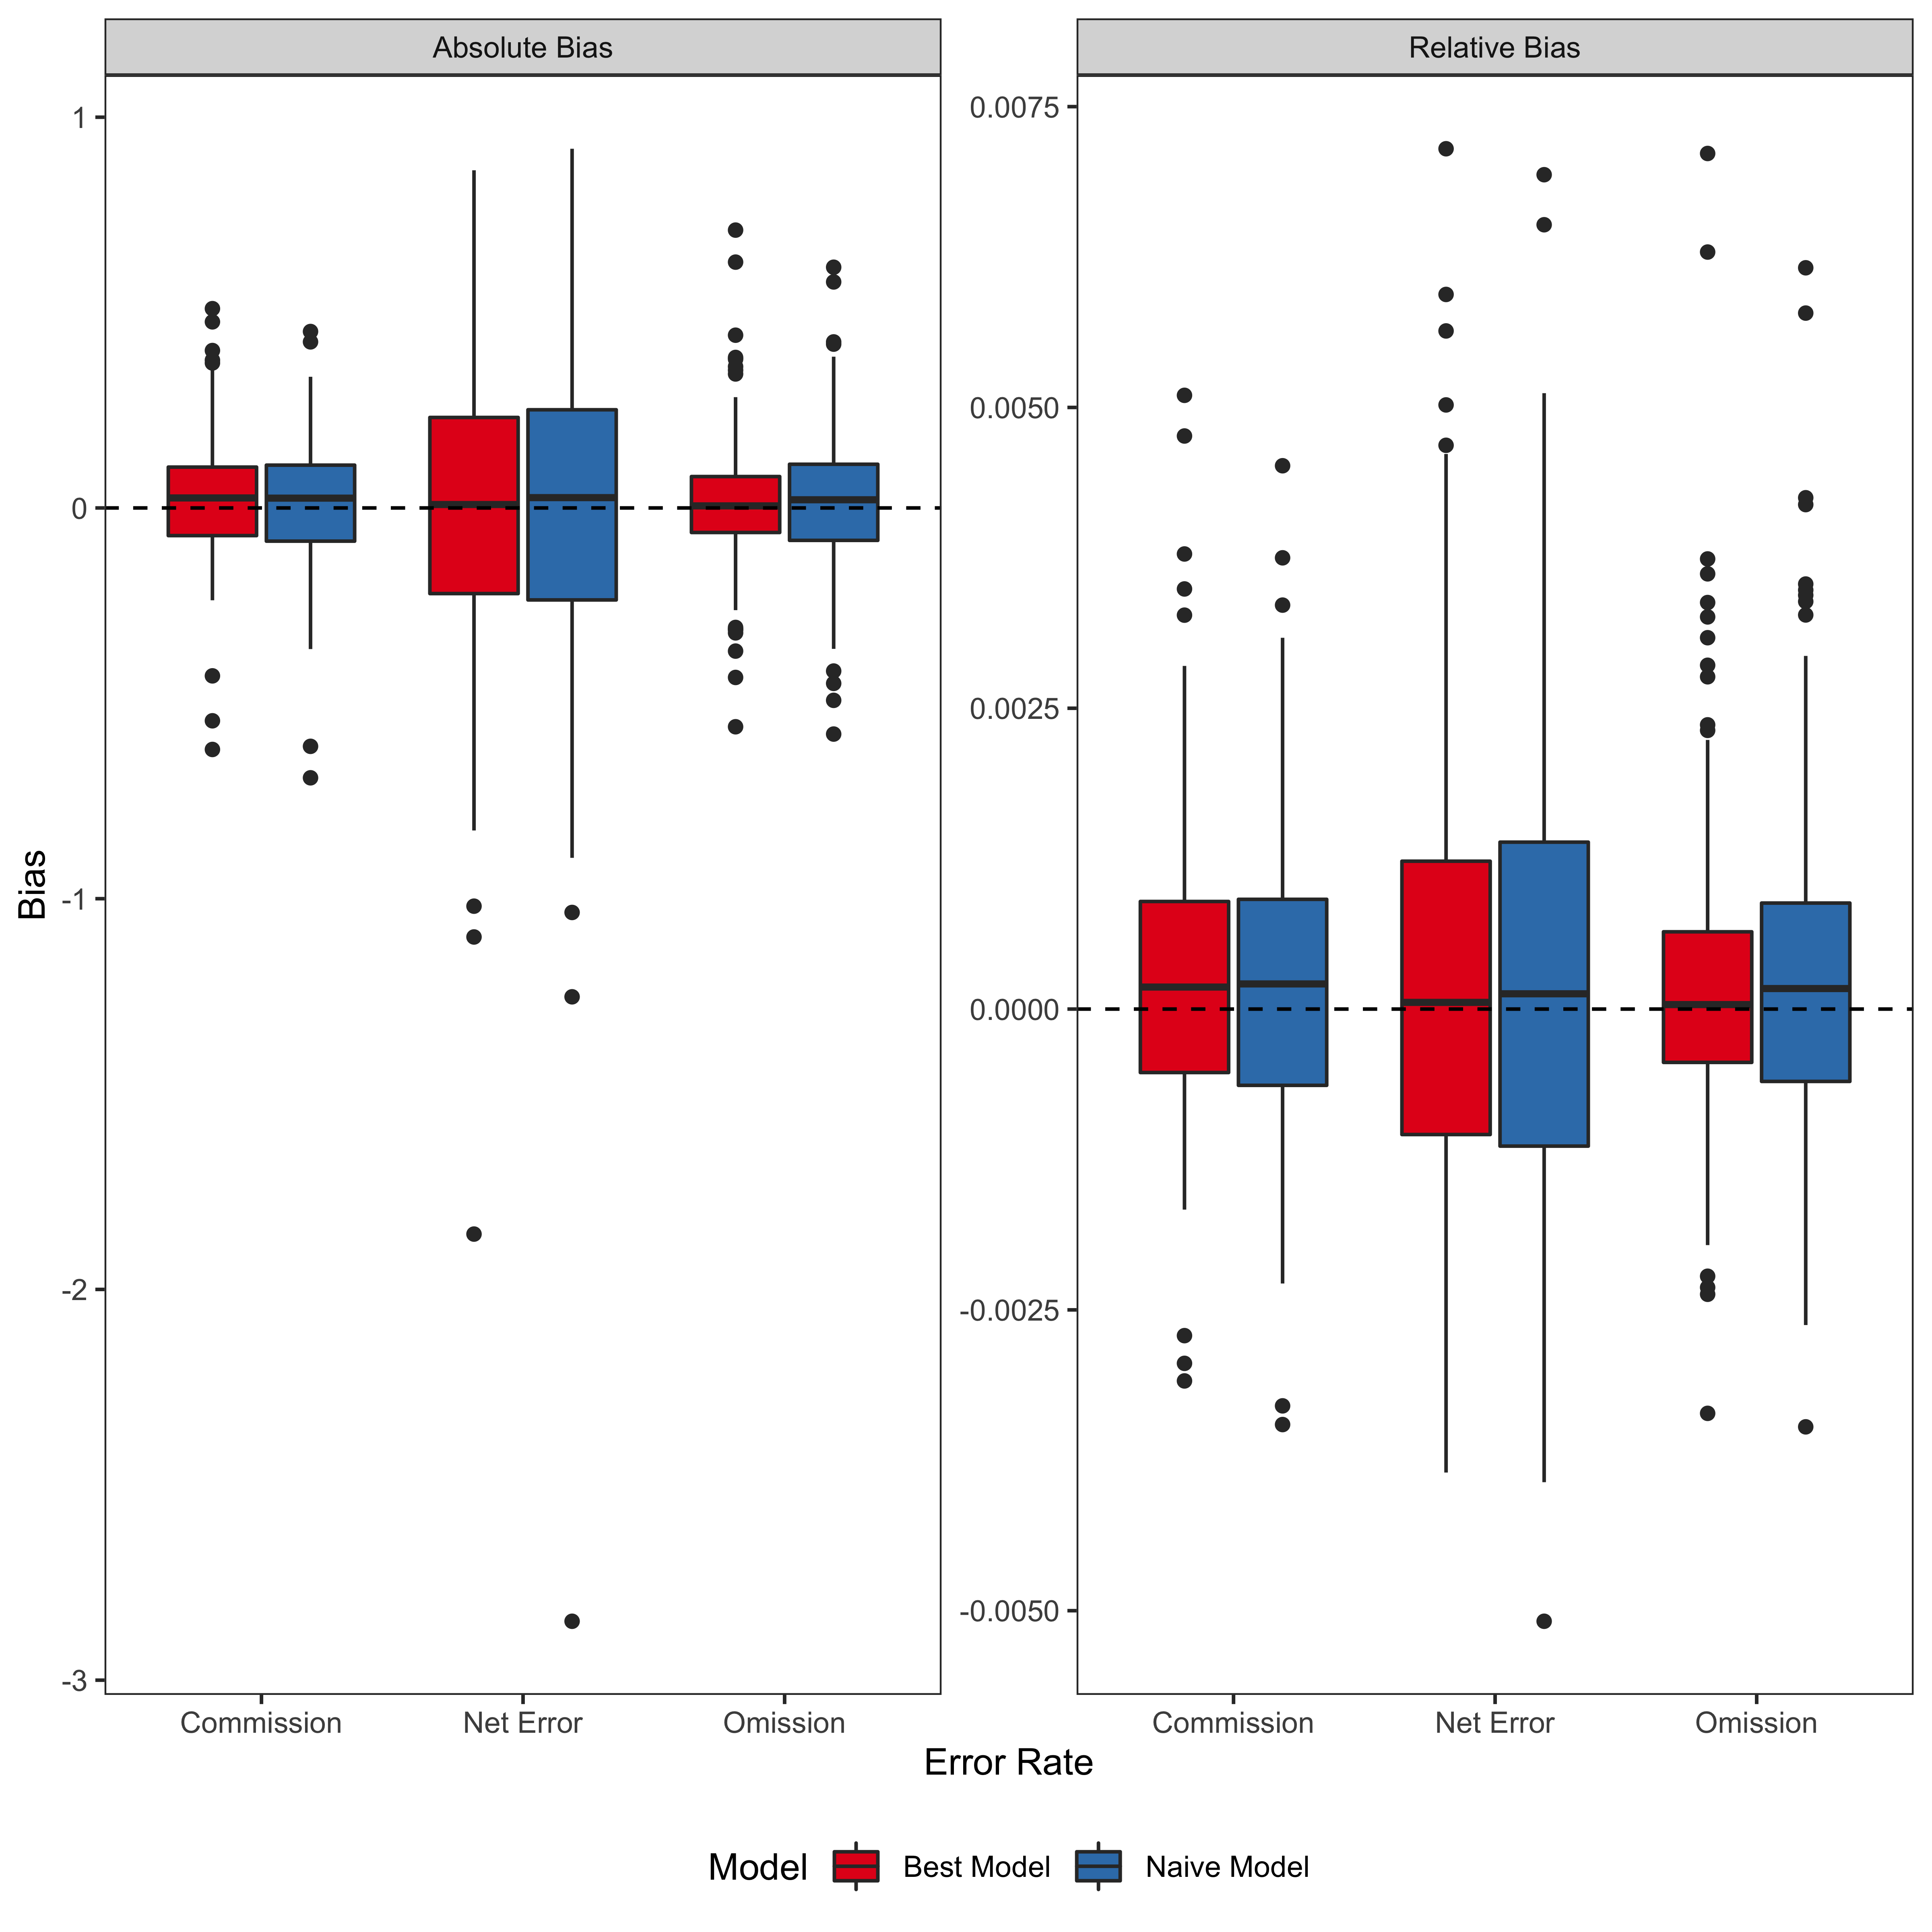 Absolute Bias
Relative Bias
Bias
1
0
-1
-2
-3
0.0075
0.0050
0.0025
0.0000
-0.0025
-0.0050
Commission Net Error Omission
Commission Net Error Omission
Error Rate
Model Best Model Naive Model